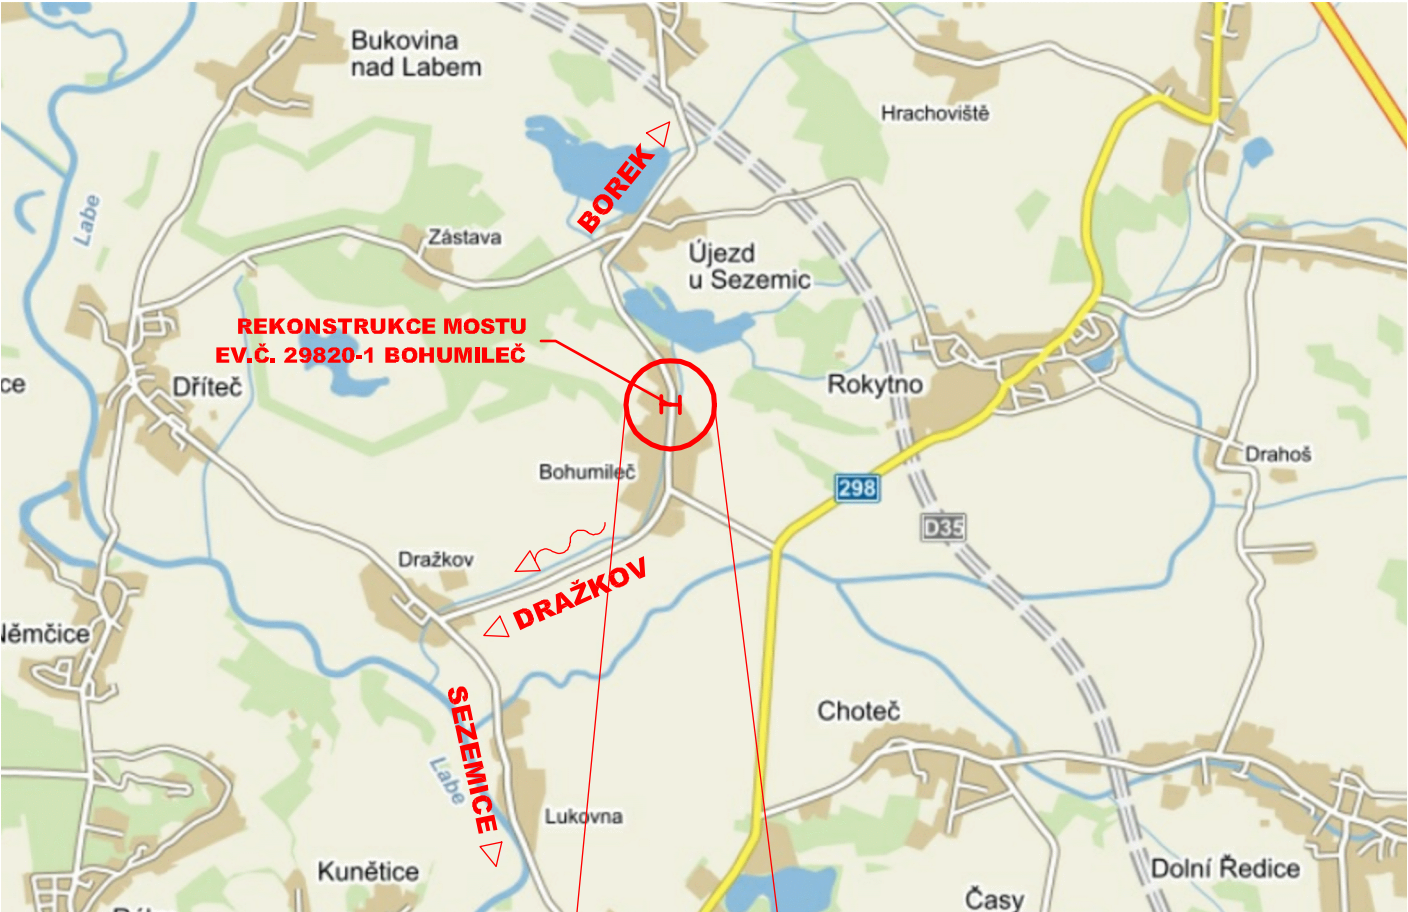 Bukovina
nad Labem
Hrachoviště
BOREK
Labe
Zástava
Újezd
u Sezemic
REKONSTRUKCE MOSTU
EV.Č. 29820-1 BOHUMILEČ
ce
Dříteč
Rokytno
Drahoš
Bohumileč
298
D35
Dražkov
DRAŽKOV
Němčice
SEZEMICE
Choteč
Labe
Lukovna
Kunětice
Dolní Ředice
Časy